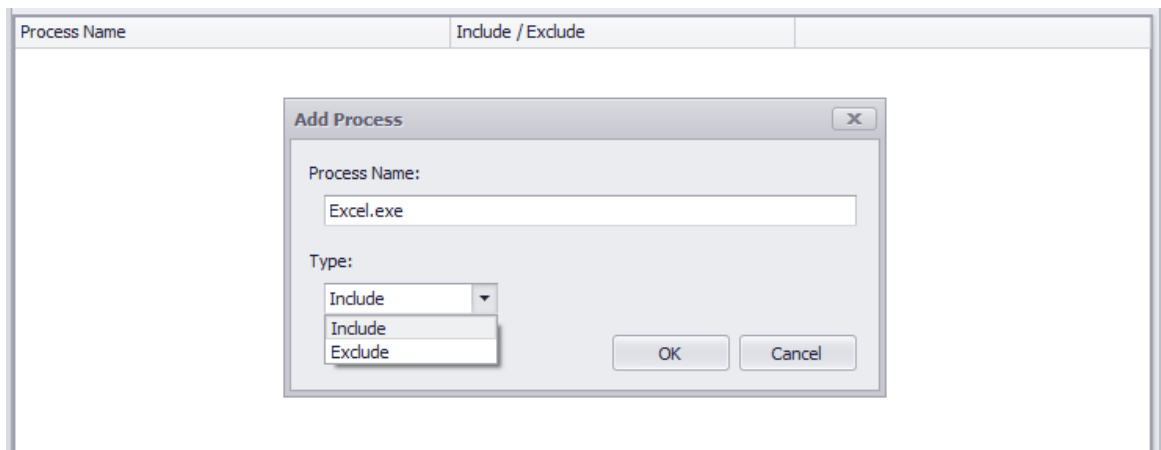 Process Name Include / Exclude
Add Process
Process Name:
Excel.exe
Type:
Include
Include
Exclude
OK Cancel